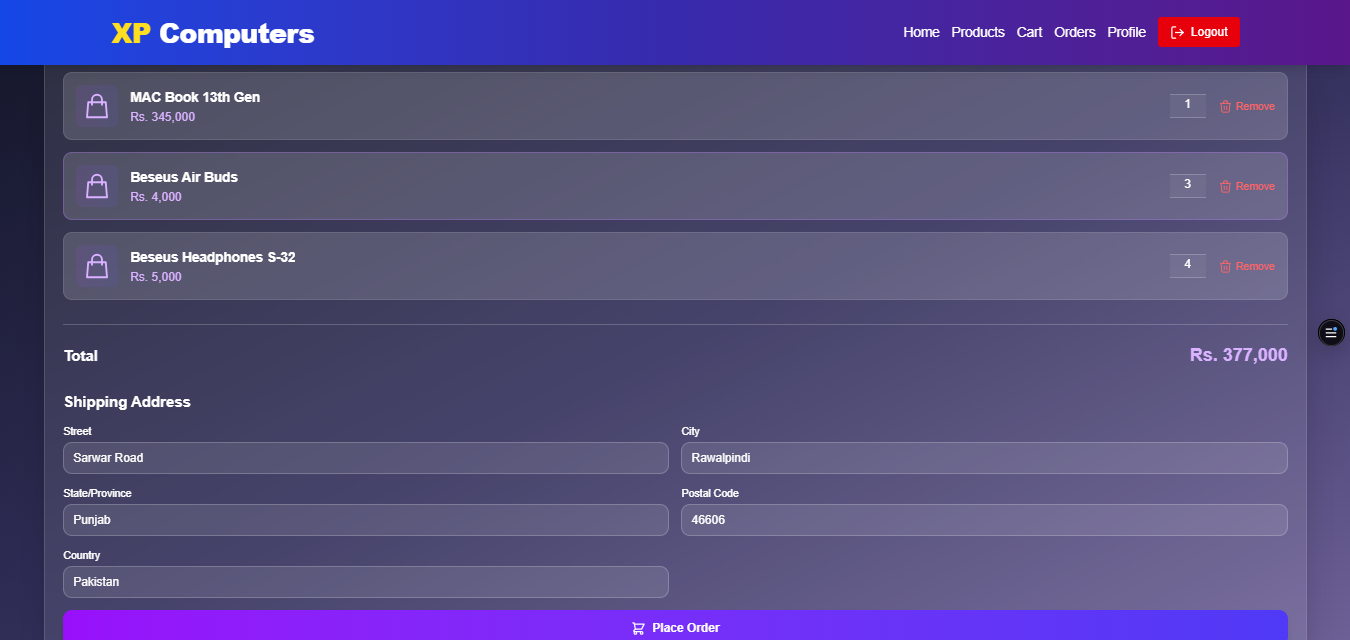 XP Computers
Home Products Cart Orders Profile Logout
MAC Book 13th Gen
Rs. 345,000
1 Remove
Beseus Air Buds
Rs. 4,000
3 Remove
Beseus Headphones S-32
Rs. 5,000
4 Remove
Total Rs. 377,000
Shipping Address
Street City
Sarwar Road Rawalpindi
State/Province Postal Code
Punjab 46606
Country
Pakistan
Place Order